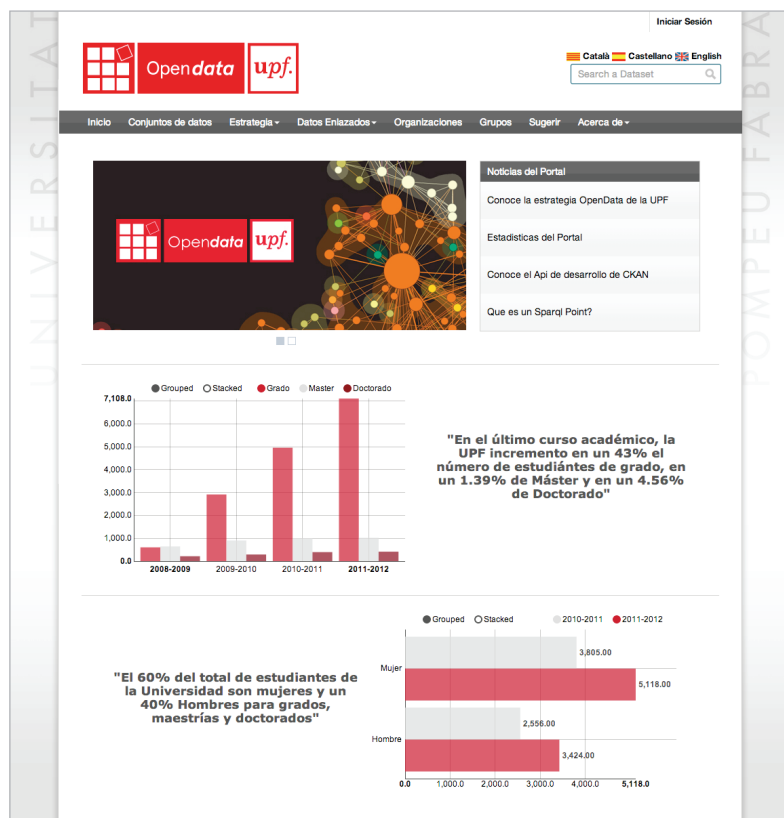 UNIVERSITAT
POMPEU FABRA
Iniciar Sesión
Opendata upf.
Català Castellano English
Search a Dataset
Inicio Conjuntos de datos Estrategia Datos Enlazados Organizaciones Grupos Sugerir Acerca de
Opendata upf.
Noticias del Portal
Conoce la estrategia OpenData de la UPF
Estadisticas del Portal
Conoce el Api de desarrollo de CKAN
Que es un Sparql Point?
Grouped Stacked Grado Master Doctorado
7,108.0
6,000.0
5,000.0
4,000.0
3,000.0
2,000.0
1,000.0
0.0
2008-2009 2009-2010 2010-2011 2011-2012
"En el último curso académico, la
UPF incremento en un 43% el
número de estudiántes de grado, en
un 1.39% de Máster y en un 4.56%
de Doctorado"
"El 60% del total de estudiantes de
la Universidad son mujeres y un
40% Hombres para grados,
maestrías y doctorados"
Grouped Stacked 2010-2011 2011-2012
Mujer
3,805.00
5,118.00
Hombre
2,556.00
3,424.00
0.0 1,000.0 2,000.0 3,000.0 4,000.0 5,118.0